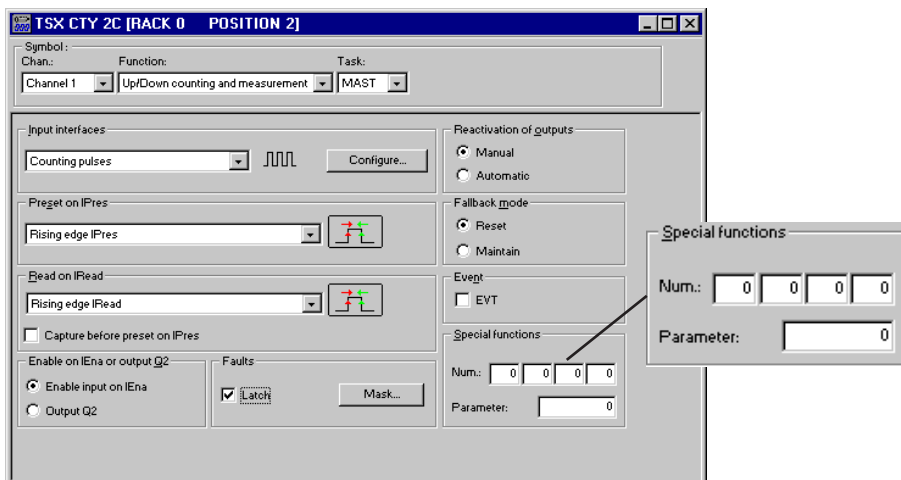 TSX CTY 2C [RACK 0 POSITION 2]
Symbol:
Chan.: Function: Task:
Channel 1 Up/Down counting and measurement MAST
Input interfaces
Counting pulses Configure...
Preset on IPres
Rising edge IPres
Read on IRead
Rising edge IRead
Capture before preset on IPres
Enable on IEna or output Q2
Enable input on IEna
Output Q2
Faults
Latch Mask...
Reactivation of outputs
Manual
Automatic
Fallback mode
Reset
Maintain
Event
EVT
Special functions
Num.: 0 0 0 0
Parameter: 0
Special functions
Num.: 0 0 0 0
Parameter: 0